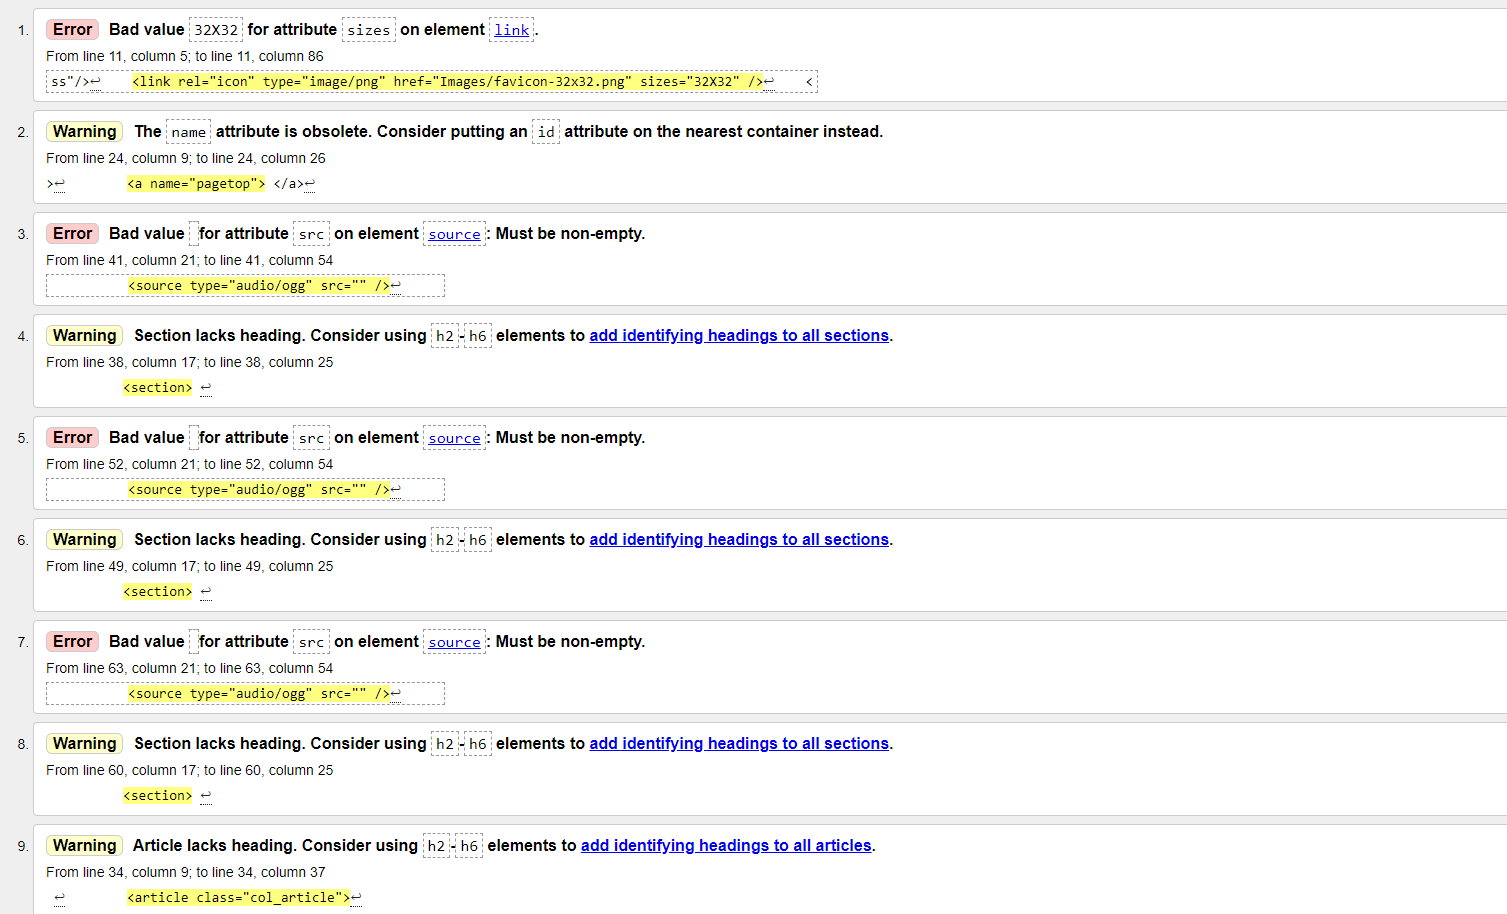 1. Error Bad value 32X32 for attribute sizes on element link.
From line 11, column 5; to line 11, column 86
ss"/>↩ <link rel="icon" type="image/png" href="Images/favicon-32x32.png" sizes="32X32" />↩ <
2. Warning The name attribute is obsolete. Consider putting an id attribute on the nearest container instead.
From line 24, column 9; to line 24, column 26
>↩ <a name="pagetop"> </a>↩
3. Error Bad value for attribute src on element source: Must be non-empty.
From line 41, column 21; to line 41, column 54
<source type="audio/ogg" src="" />↩
4. Warning Section lacks heading. Consider using h2-h6 elements to add identifying headings to all sections.
From line 38, column 17; to line 38, column 25
<section> ↩
5. Error Bad value for attribute src on element source: Must be non-empty.
From line 52, column 21; to line 52, column 54
<source type="audio/ogg" src="" />↩
6. Warning Section lacks heading. Consider using h2-h6 elements to add identifying headings to all sections.
From line 49, column 17; to line 49, column 25
<section> ↩
7. Error Bad value for attribute src on element source: Must be non-empty.
From line 63, column 21; to line 63, column 54
<source type="audio/ogg" src="" />↩
8. Warning Section lacks heading. Consider using h2-h6 elements to add identifying headings to all sections.
From line 60, column 17; to line 60, column 25
<section> ↩
9. Warning Article lacks heading. Consider using h2-h6 elements to add identifying headings to all articles.
From line 34, column 9; to line 34, column 37
↩ <article class="col_article">↩